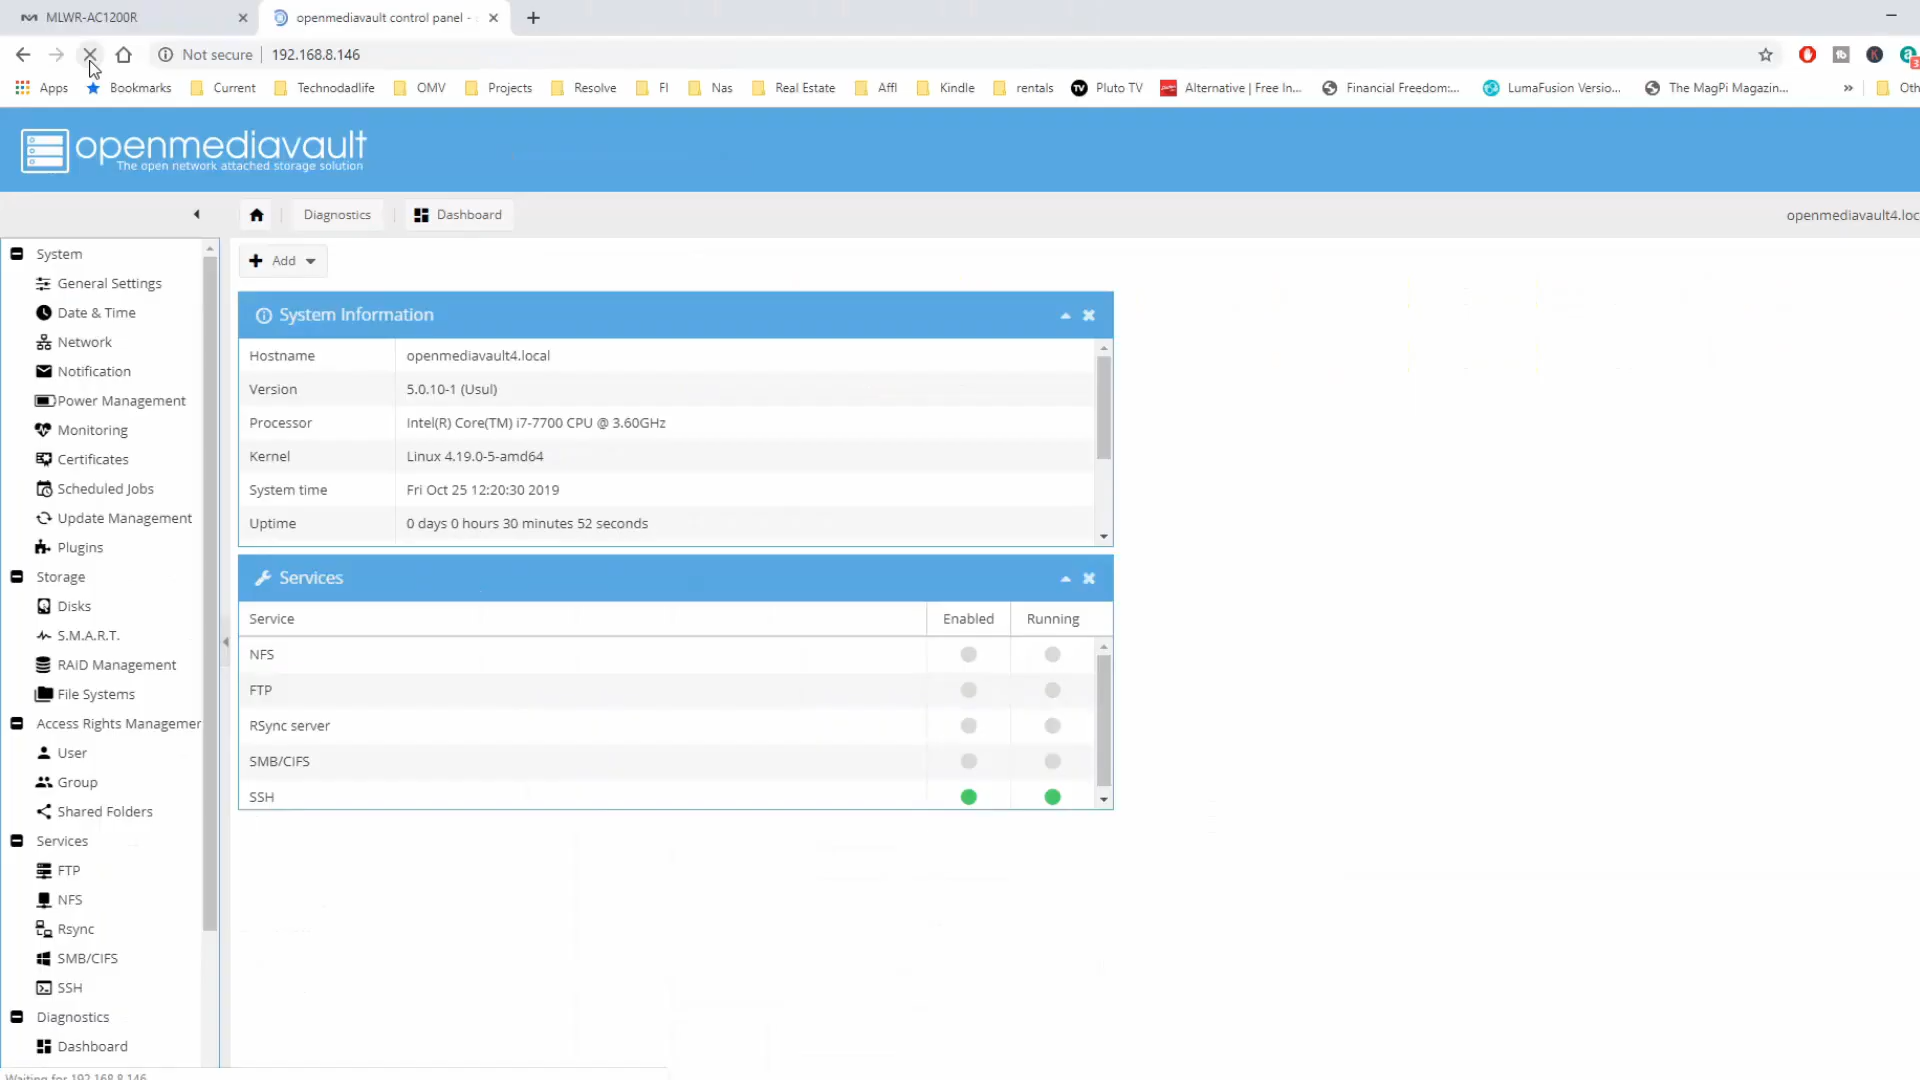 MLWR-AC1200R
openmediavault control panel -
Not secure 192.168.8.146
Apps Bookmarks Current Technodadlife OMV Projects Resolve FI Nas Real Estate Affl Kindle rentals Pluto TV Alternative | Free In... Financial Freedom:... LumaFusion Versio... The MagPi Magazin... » Oth
openmediavault
The open network attached storage solution
Diagnostics Dashboard openmediavault4.loc
System
General Settings
Date & Time
Network
Notification
Power Management
Monitoring
Certificates
Scheduled Jobs
Update Management
Plugins
Storage
Disks
S.M.A.R.T.
RAID Management
File Systems
Access Rights Managemer
User
Group
Shared Folders
Services
FTP
NFS
Rsync
SMB/CIFS
SSH
Diagnostics
Dashboard
Add
System Information
Hostname openmediavault4.local
Version 5.0.10-1 (Usul)
Processor Intel(R) Core(TM) i7-7700 CPU @ 3.60GHz
Kernel Linux 4.19.0-5-amd64
System time Fri Oct 25 12:20:30 2019
Uptime 0 days 0 hours 30 minutes 52 seconds
Services
Service Enabled Running
NFS
FTP
RSync server
SMB/CIFS
SSH
Waiting for 192.168.8.146